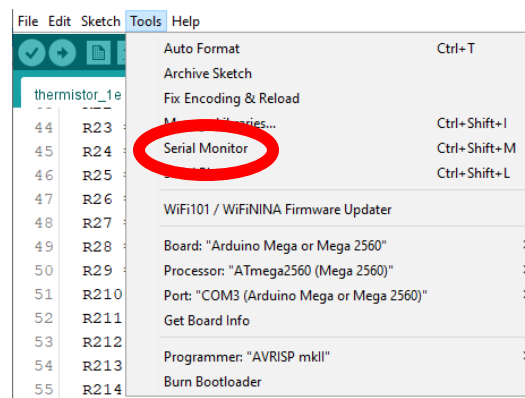 File Edit Sketch Tools Help
Auto Format Ctrl+T
Archive Sketch
thermistor_1e Fix Encoding & Reload
Ctrl+Shift+I
44 R23
45 R24 Serial Monitor Ctrl+Shift+M
46 R25 Ctrl+Shift+L
47 R26
WiFi101 / WiFiNINA Firmware Updater
48 R27
49 R28 Board: "Arduino Mega or Mega 2560"
50 R29 Processor: "ATmega2560 (Mega 2560)"
51 R210 Port: "COM3 (Arduino Mega or Mega 2560)"
52 R211 Get Board Info
53 R212
54 R213 Programmer: "AVRISP mkII"
55 R214 Burn Bootloader